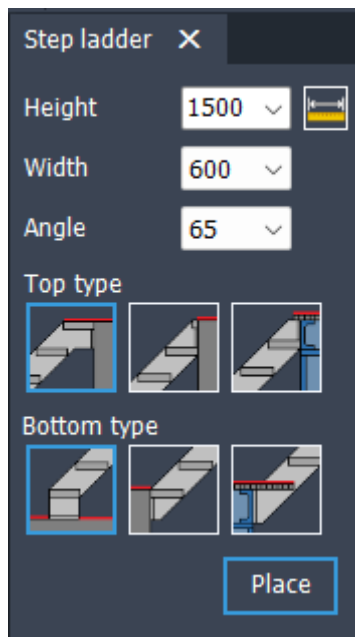 Step ladder
Height 1500
Width 600
Angle 65
Top type
Bottom type
Place